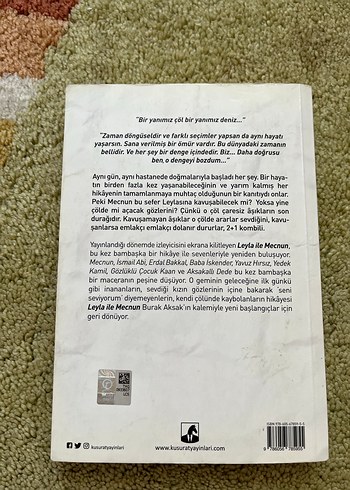 "Bir yanımız çöl bir yanımız deniz..."
"Zaman döngüseldir ve farklı seçimler yapsan da aynı hayatı
yaşarsın. Sana verilmiş bir ömür vardır. Bu dünyadaki zamanın
bellidir. Ve her şey bir denge içindedir. Biz... Daha doğrusu
ben, o dengeyi bozdum..."
Aynı gün, aynı hastanede doğmalarıyla başladı her şey. Bir haya-
tın birden fazla kez yaşanabileceğinin ve yarım kalmış her
hikâyenin tamamlanmaya muhtaç olduğunun bir kanıtıydı onlar.
Peki Mecnun bu sefer Leylasına kavuşabilecek mi? Yoksa yine
çölde mi açacak gözlerini? Çünkü o çöl çaresiz âşıkların son
durağıdır. Kavuşamayan âşıklar o çölde ararlar sevdiğini, kavu-
şanlarsa emlakçı emlakçı dolanır dururlar, 2+1 kombili.
Yayınlandığı dönemde izleyicisini ekrana kilitleyen Leyla ile Mecnun,
bu kez bambaşka bir hikâye ile sevenleriyle yeniden buluşuyor.
Mecnun, İsmail Abi, Erdal Bakkal, Baba İskender, Yavuz Hırsız, Yedek
Kamil, Gözlüklü Çocuk Kaan ve Aksakallı Dede bu kez bambaşka
bir maceranın peşine düşüyor. O geminin geleceğine ilk günkü
gibi inananların, sevdiği kızın gözlerinin içine bakarak 'seni
seviyorum' diyemeyenlerin, kendi çölünde kaybolanların hikâyesi
Leyla ile Mecnun Burak Aksak'ın kalemiyle yeni başlangıçlar için
geri dönüyor.
kusuratyayinlari
www.kusuratyayinlari.com